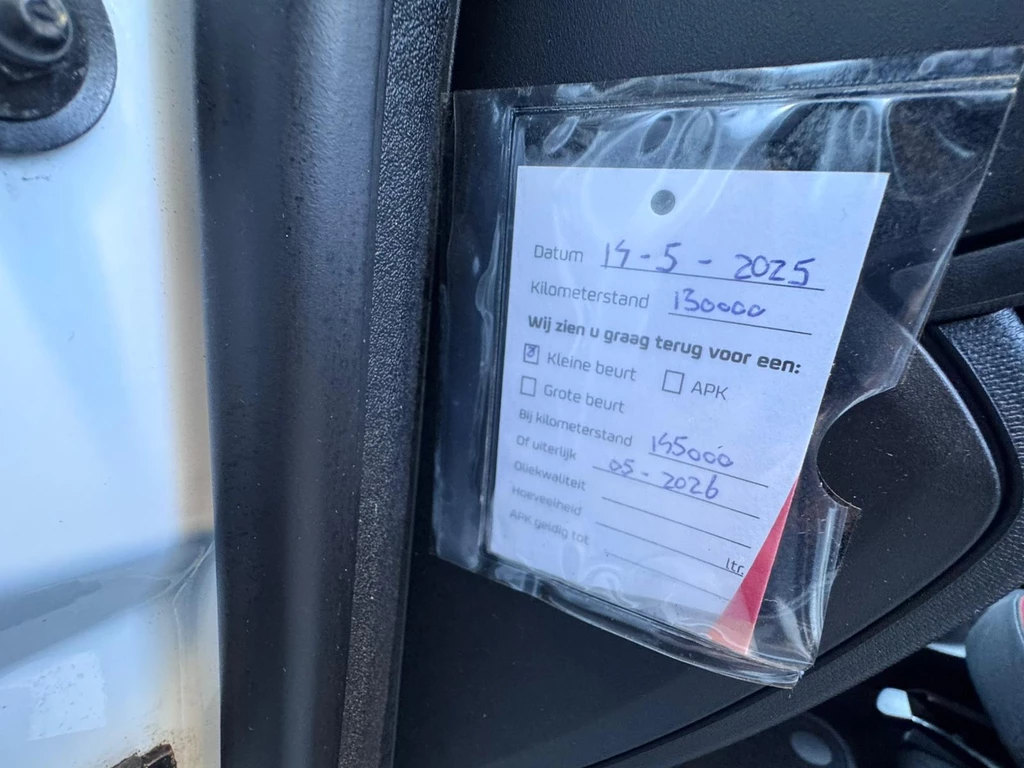 Datum 14-5-2025
Kilometerstand 130000
Wij zien u graag terug voor een:
Kleine beurt APK
Grote beurt
Bij kilometerstand 145000
Of uiterlijk 05-2026
Oliekwaliteit
Hoeveelheid ltr.
APK geldig tot